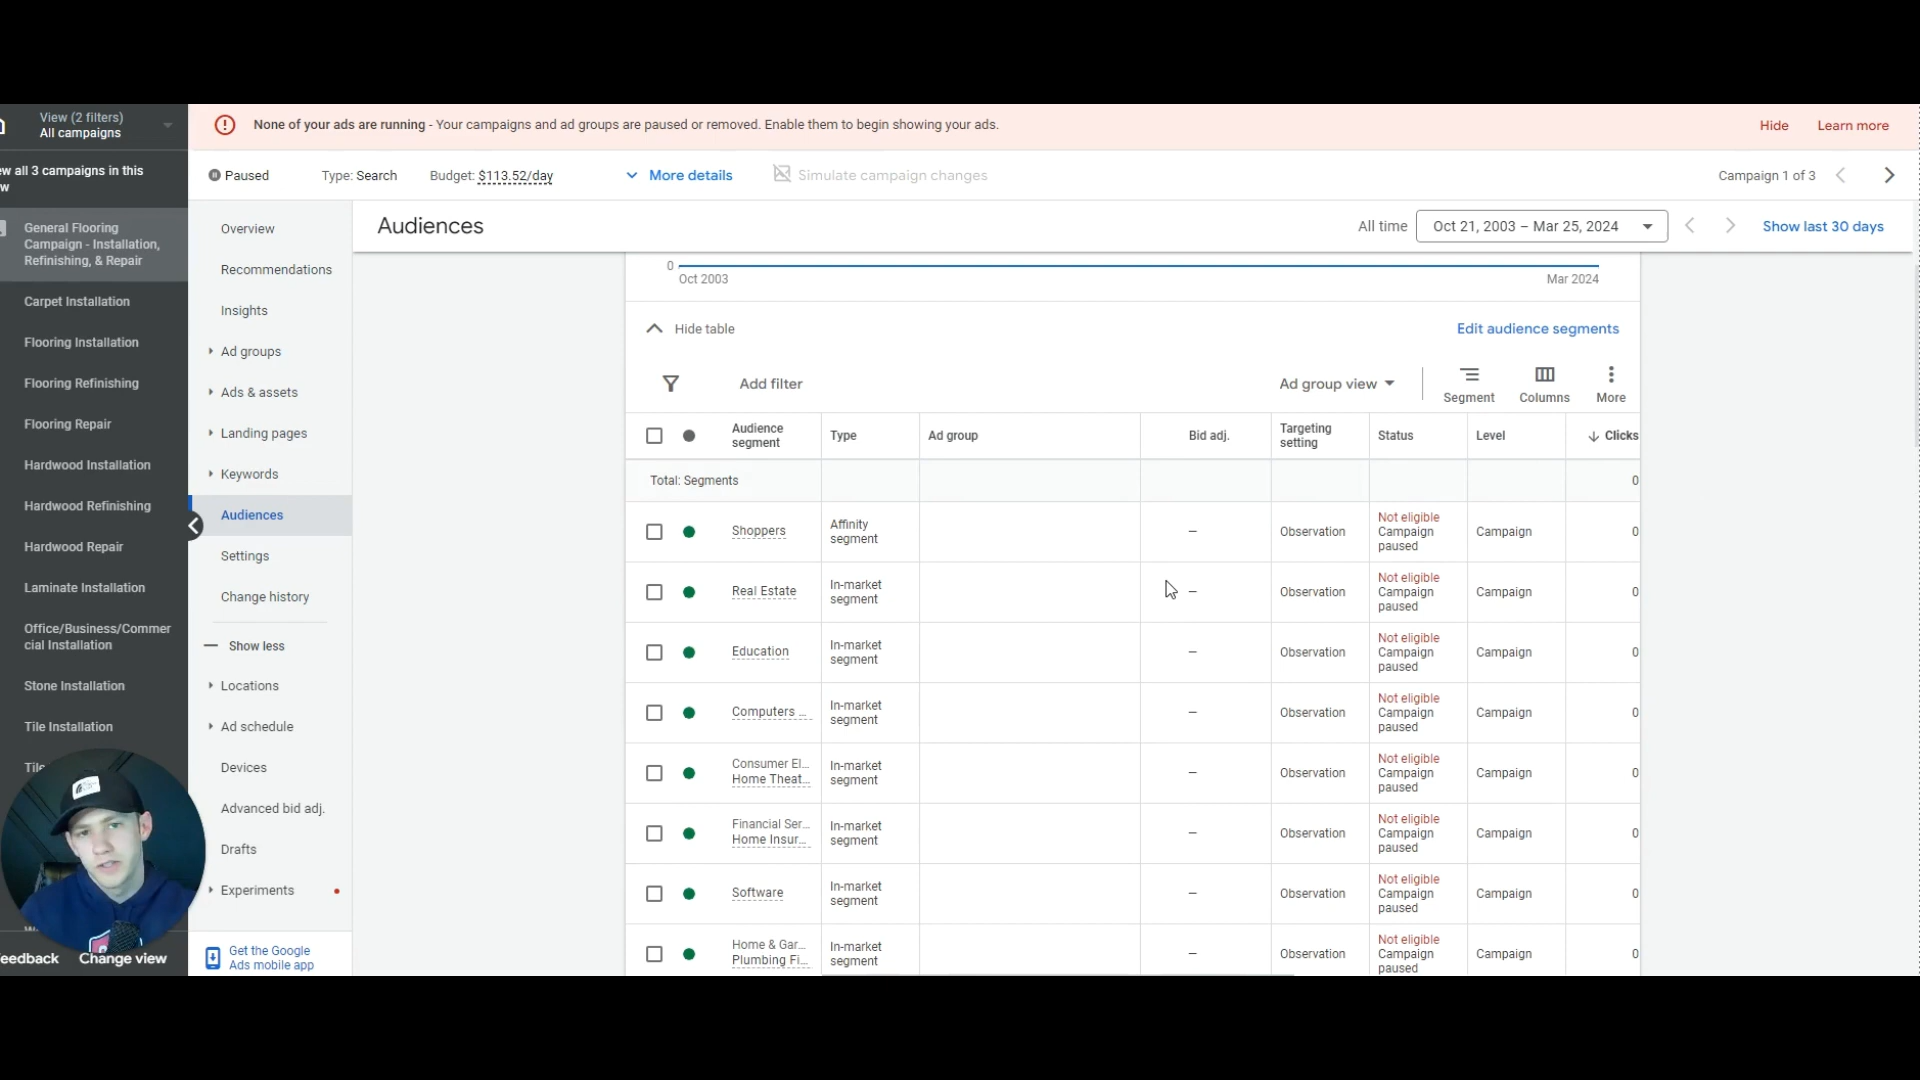 View (2 filters)
All campaigns
None of your ads are running - Your campaigns and ad groups are paused or removed. Enable them to begin showing your ads.
Hide
Learn more
ew all 3 campaigns in this
w
Paused
Type: Search
Budget: $113.52/day
More details
Simulate campaign changes
Campaign 1 of 3
General Flooring
Campaign - Installation,
Refinishing, & Repair
Carpet Installation
Flooring Installation
Flooring Refinishing
Flooring Repair
Hardwood Installation
Hardwood Refinishing
Hardwood Repair
Laminate Installation
Office/Business/Commer
cial Installation
Stone Installation
Tile Installation
Tile
eedback
Change view
Overview
Recommendations
Insights
Ad groups
Ads & assets
Landing pages
Keywords
Audiences
Settings
Change history
Show less
Locations
Ad schedule
Devices
Advanced bid adj.
Drafts
Experiments
Get the Google
Ads mobile app
Audiences
All time
Oct 21, 2003 – Mar 25, 2024
Show last 30 days
0
Oct 2003
Mar 2024
Hide table
Edit audience segments
Add filter
Ad group view
Segment
Columns
More
Audience
segment
Type
Ad group
Bid adj.
Targeting
setting
Status
Level
Clicks
Total: Segments
0
Shoppers
Affinity
segment
–
Observation
Not eligible
Campaign
paused
Campaign
0
Real Estate
In-market
segment
–
Observation
Not eligible
Campaign
paused
Campaign
0
Education
In-market
segment
–
Observation
Not eligible
Campaign
paused
Campaign
0
Computers ...
In-market
segment
–
Observation
Not eligible
Campaign
paused
Campaign
0
Consumer El...
Home Theat...
In-market
segment
–
Observation
Not eligible
Campaign
paused
Campaign
0
Financial Ser...
Home Insur...
In-market
segment
–
Observation
Not eligible
Campaign
paused
Campaign
0
Software
In-market
segment
–
Observation
Not eligible
Campaign
paused
Campaign
0
Home & Gar...
Plumbing Fi...
In-market
segment
–
Observation
Not eligible
Campaign
paused
Campaign
0